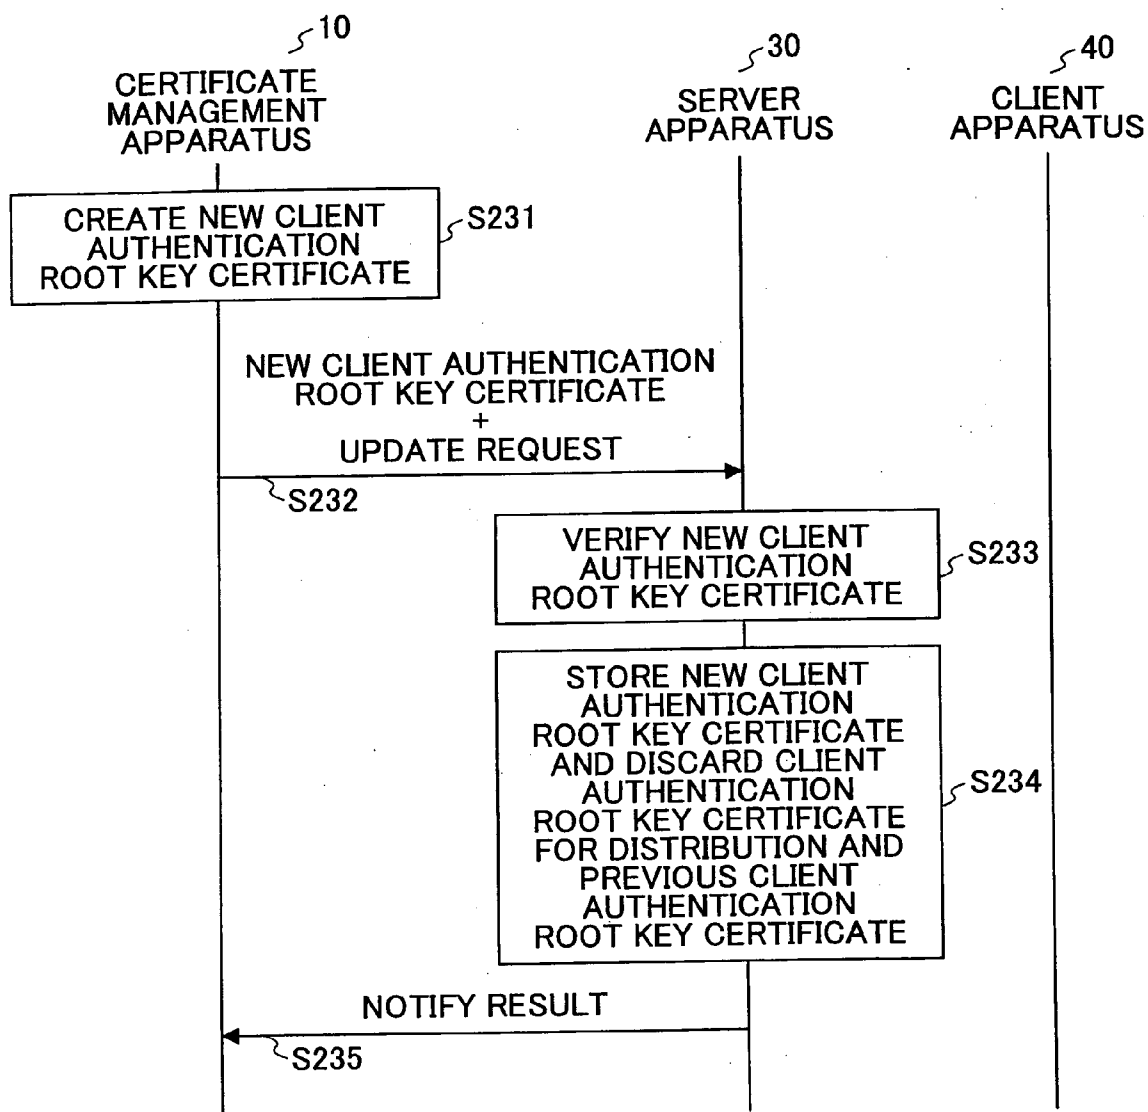 10
CERTIFICATE
MANAGEMENT
APPARATUS
30
SERVER
APPARATUS
40
CLIENT
APPARATUS
CREATE NEW CLIENT
AUTHENTICATION
ROOT KEY CERTIFICATE
S231
NEW CLIENT AUTHENTICATION
ROOT KEY CERTIFICATE
+
UPDATE REQUEST
S232
VERIFY NEW CLIENT
AUTHENTICATION
ROOT KEY CERTIFICATE
S233
STORE NEW CLIENT
AUTHENTICATION
ROOT KEY CERTIFICATE
AND DISCARD CLIENT
AUTHENTICATION
ROOT KEY CERTIFICATE
FOR DISTRIBUTION AND
PREVIOUS CLIENT
AUTHENTICATION
ROOT KEY CERTIFICATE
S234
NOTIFY RESULT
S235